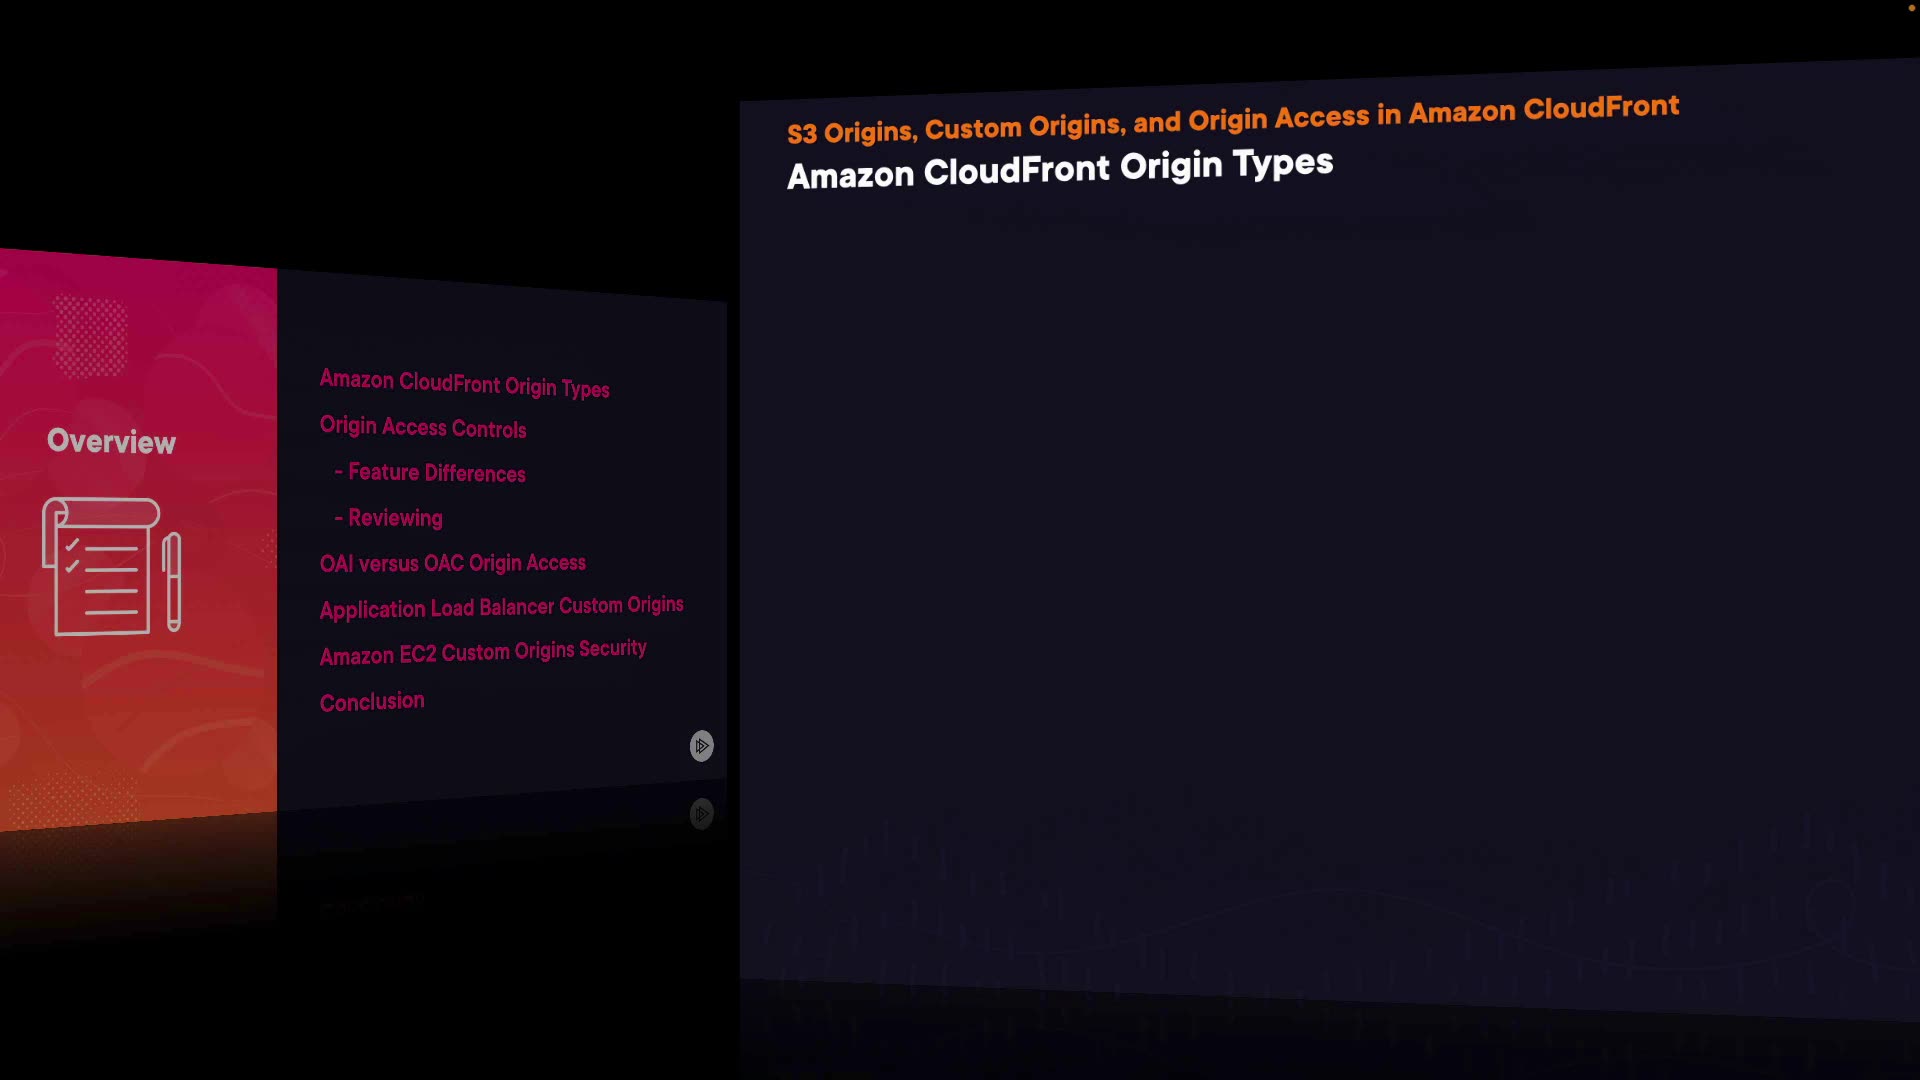 Overview
Amazon CloudFront Origin Types
Origin Access Controls
- Feature Differences
- Reviewing
OAI versus OAC Origin Access
Application Load Balancer Custom Origins
Amazon EC2 Custom Origins Security
Conclusion
S3 Origins, Custom Origins, and Origin Access in Amazon CloudFront
Amazon CloudFront Origin Types